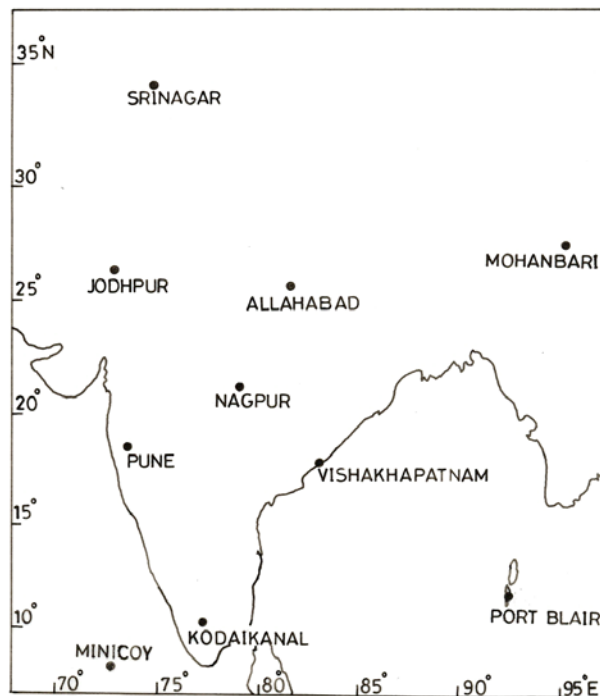 35°N
SRINAGAR
30°
MOHANBARI
JODHPUR
25°
ALLAHABAD
NAGPUR
20°
PUNE
VISHAKHAPATNAM
15°
10°
KODAIKANAL
PORT BLAIR
MINICOY
70°
75°
80°
85°
90°
95°E